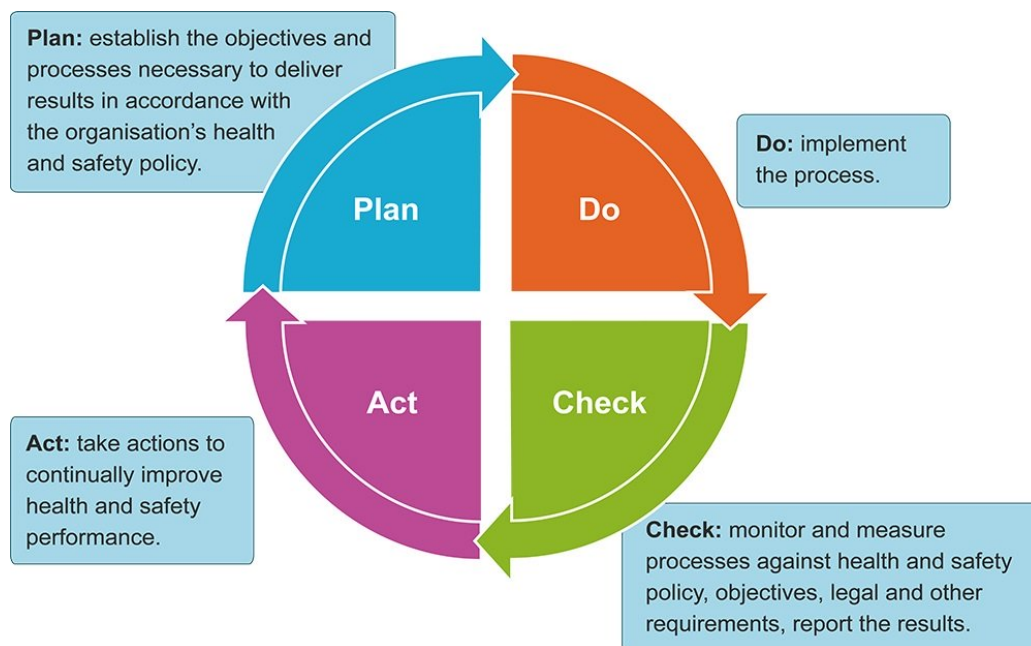 Plan: establish the objectives and
processes necessary to deliver
results in accordance with
the organisation's health
and safety policy.
Plan
Do
Do: implement
the process.
Act
Check
Act: take actions to
continually improve
health and safety
performance.
Check: monitor and measure
processes against health and safety
policy, objectives, legal and other
requirements, report the results.